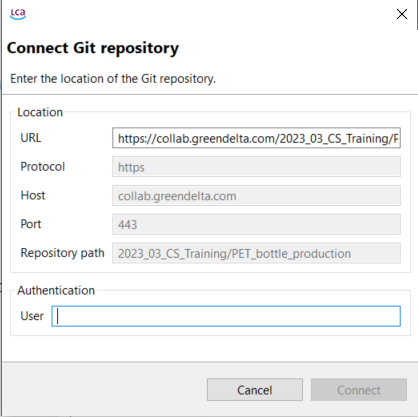 LCA
Connect Git repository
Enter the location of the Git repository.
Location
URL https://collab.greendelta.com/2023_03_CS_Training/F
Protocol https
Host collab.greendelta.com
Port 443
Repository path 2023_03_CS_Training/PET_bottle_production
Authentication
User
Cancel Connect